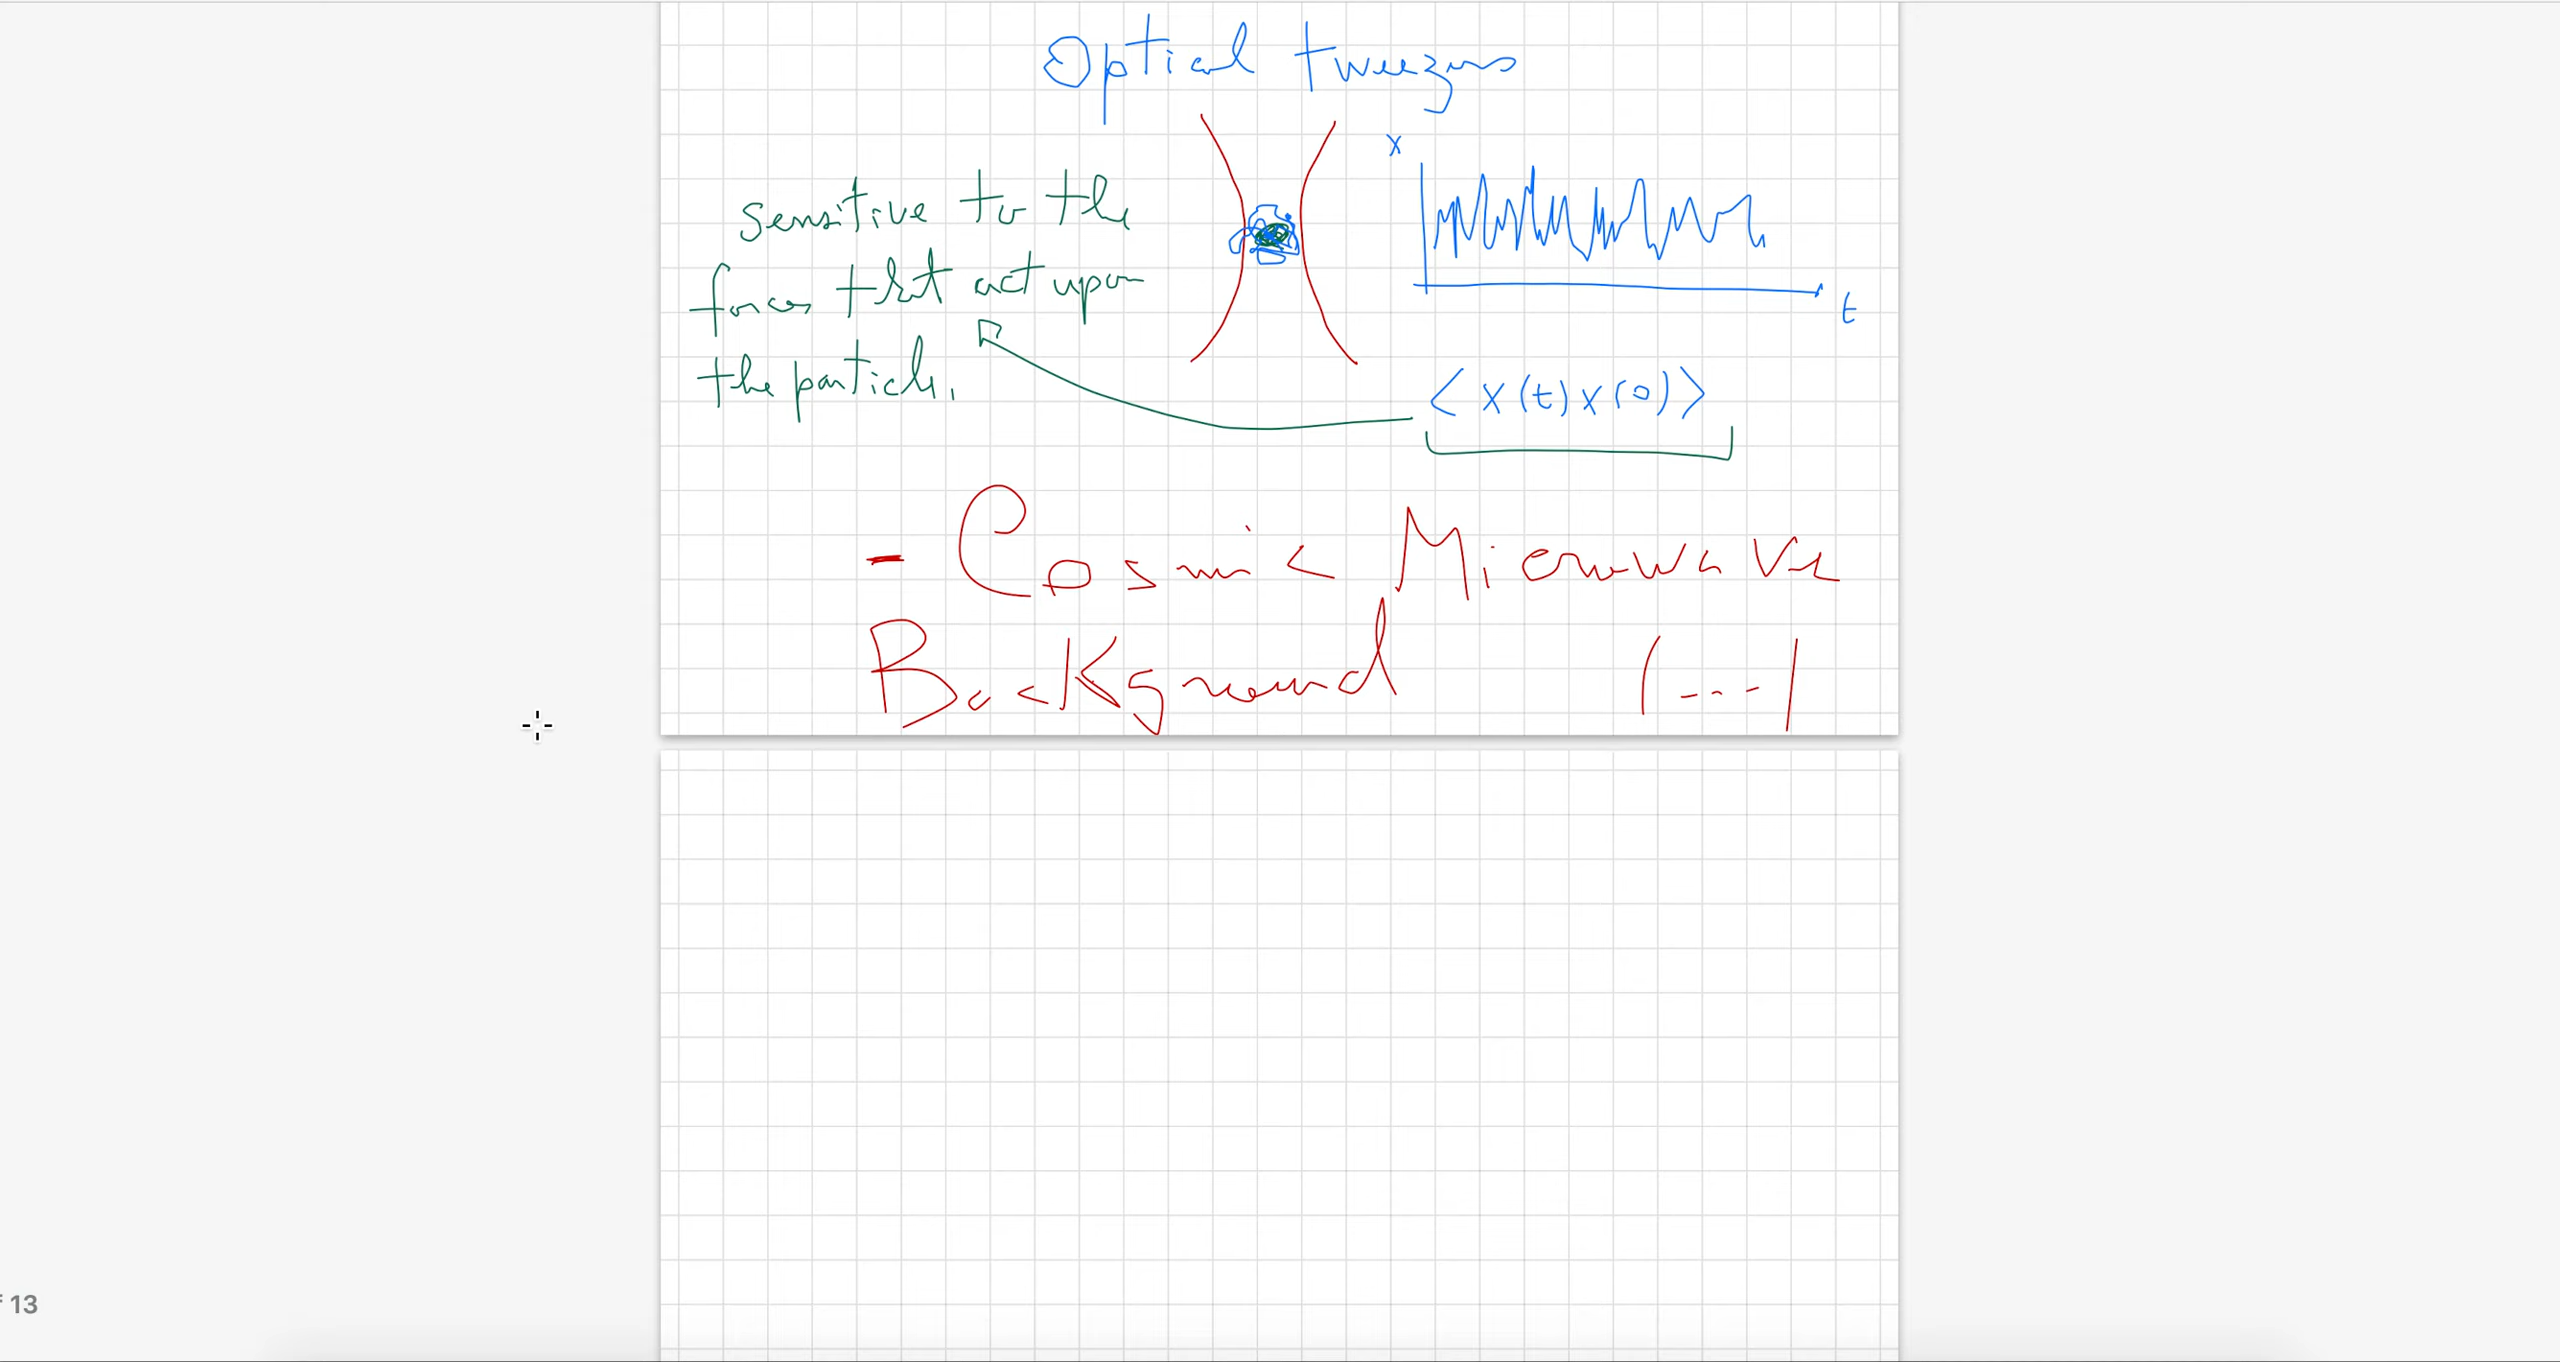 Optical tweezers
sensitive to the
forces that act upon
the particle.
x
t
< x(t) x(0) >
- Cosmic Microwave
Background (---)
f 13